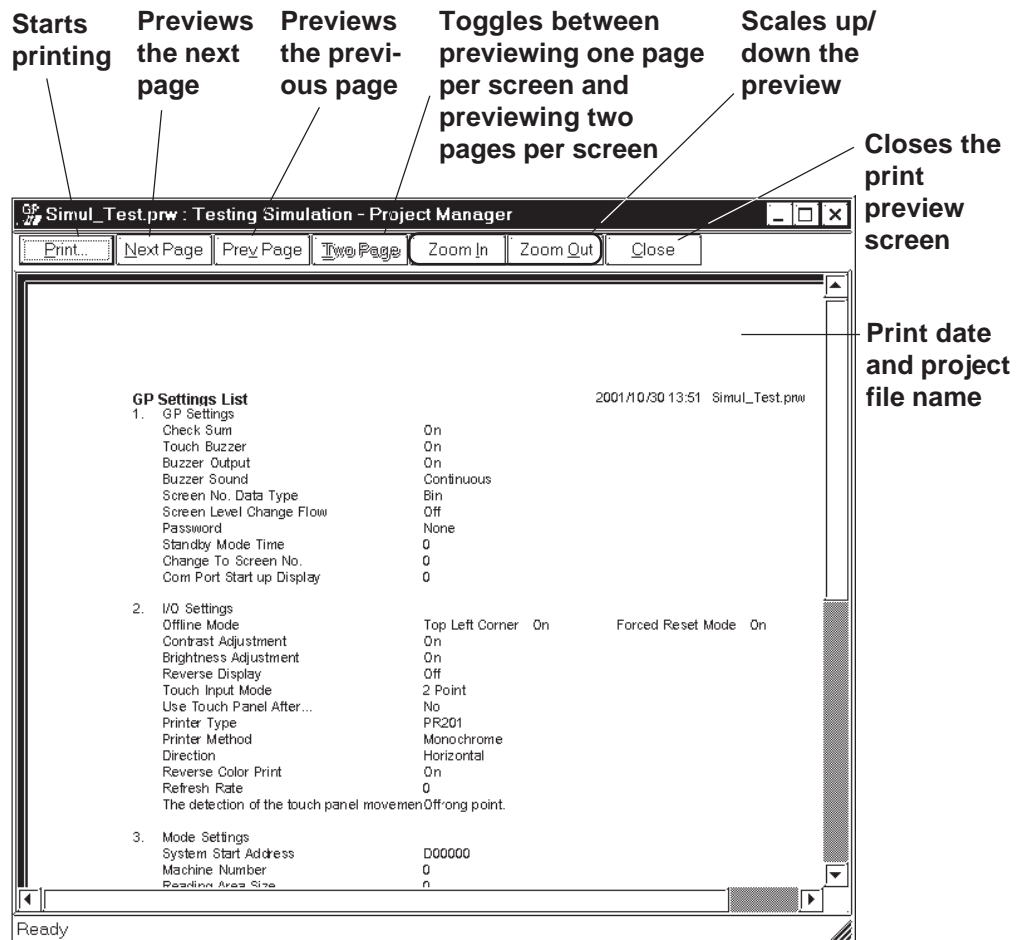 Starts
printing
Previews
the next
page
Previews
the previ-
ous page
Toggles between
previewing one page
per screen and
previewing two
pages per screen
Scales up/
down the
preview
Closes the
print
preview
screen
GP Simul_Test.prw : Testing Simulation - Project Manager
Print... Next Page Prev Page Two Page Zoom In Zoom Out Close
Print date
and project
file name
GP Settings List 2001/10/30 13:51 Simul_Test.prw
1. GP Settings
Check Sum On
Touch Buzzer On
Buzzer Output On
Buzzer Sound Continuous
Screen No. Data Type Bin
Screen Level Change Flow Off
Password None
Standby Mode Time 0
Change To Screen No. 0
Com Port Start up Display 0
2. I/O Settings
Offline Mode Top Left Corner On Forced Reset Mode On
Contrast Adjustment On
Brightness Adjustment On
Reverse Display Off
Touch Input Mode 2 Point
Use Touch Panel After... No
Printer Type PR201
Printer Method Monochrome
Direction Horizontal
Reverse Color Print On
Refresh Rate 0
The detection of the touch panel movemen Off rong point.
3. Mode Settings
System Start Address D00000
Machine Number 0
Reading Area Size 0
Ready